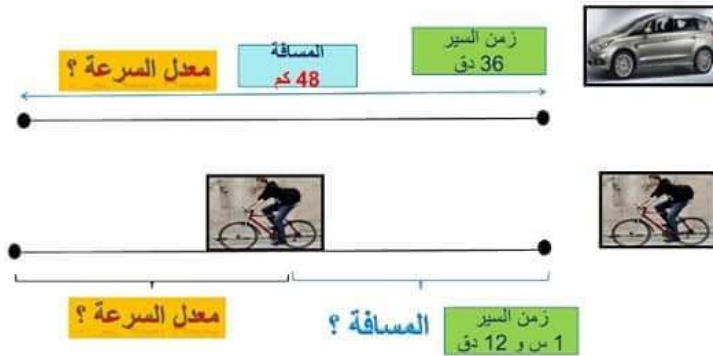 زمن السير
36 دق
المسافة
48 كم
معدل السرعة ؟
زمن السير
1 س و 12 دق
المسافة ؟
معدل السرعة ؟